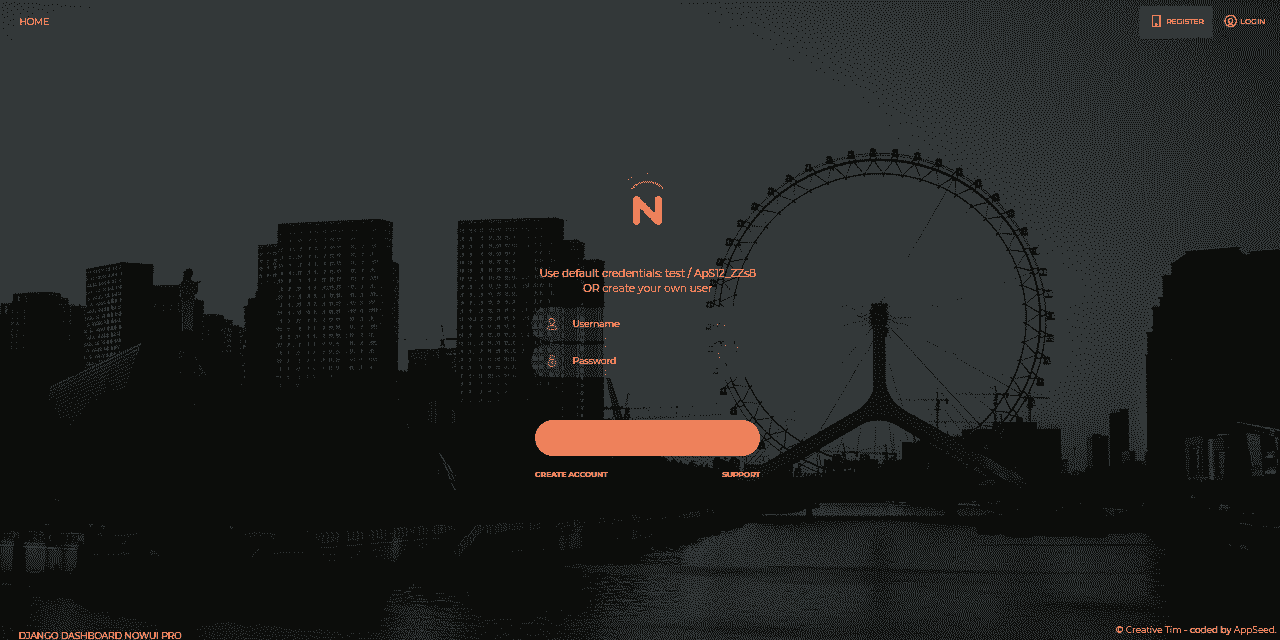 HOME
REGISTER
LOGIN
N
Use default credentials: test / ApS12_ZZs8
OR create your own user
Username
Password
CREATE ACCOUNT
SUPPORT
DJANGO DASHBOARD NOWUI PRO
© Creative Tim - coded by AppSeed.